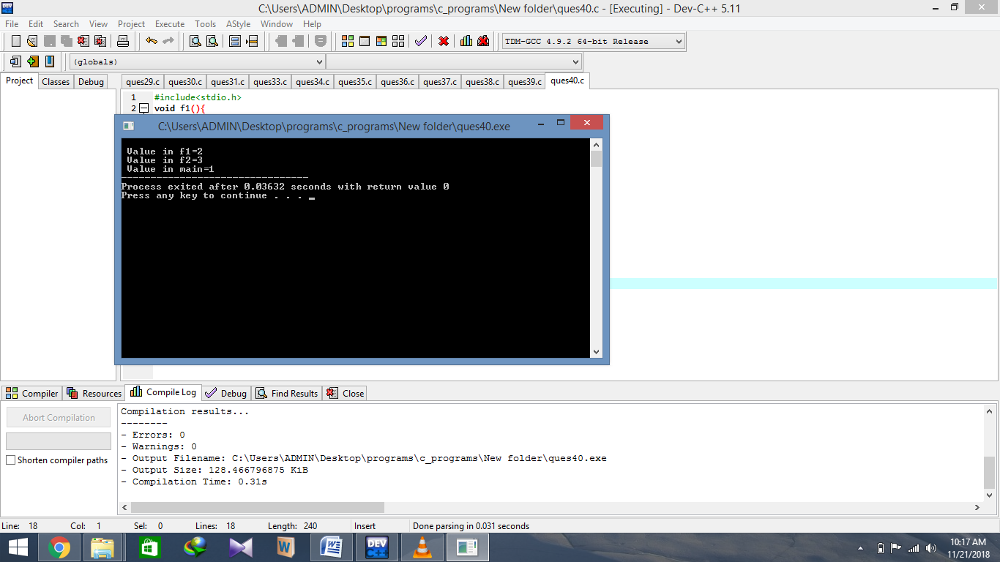 DEV C++
C:\Users\ADMIN\Desktop\programs\c_programs\New folder\ques40.c - [Executing] - Dev-C++ 5.11
File Edit Search View Project Execute Tools AStyle Window Help
TDM-GCC 4.9.2 64-bit Release
(globals)
Project Classes Debug
ques29.c ques30.c ques31.c ques33.c ques34.c ques35.c ques36.c ques37.c ques38.c ques39.c ques40.c
1 #include<stdio.h>
2 void f1(){
C:\Users\ADMIN\Desktop\programs\c_programs\New folder\ques40.exe
Value in f1=2
Value in f2=3
Value in main=1
--------------------------------
Process exited after 0.03632 seconds with return value 0
Press any key to continue . . . _
Compiler Resources Compile Log Debug Find Results Close
Abort Compilation
Shorten compiler paths
Compilation results...
--------
- Errors: 0
- Warnings: 0
- Output Filename: C:\Users\ADMIN\Desktop\programs\c_programs\New folder\ques40.exe
- Output Size: 128.466796875 KiB
- Compilation Time: 0.31s
Line: 18 Col: 1 Sel: 0 Lines: 18 Length: 240 Insert Done parsing in 0.031 seconds
W W DEV C++
10:17 AM
11/21/2018